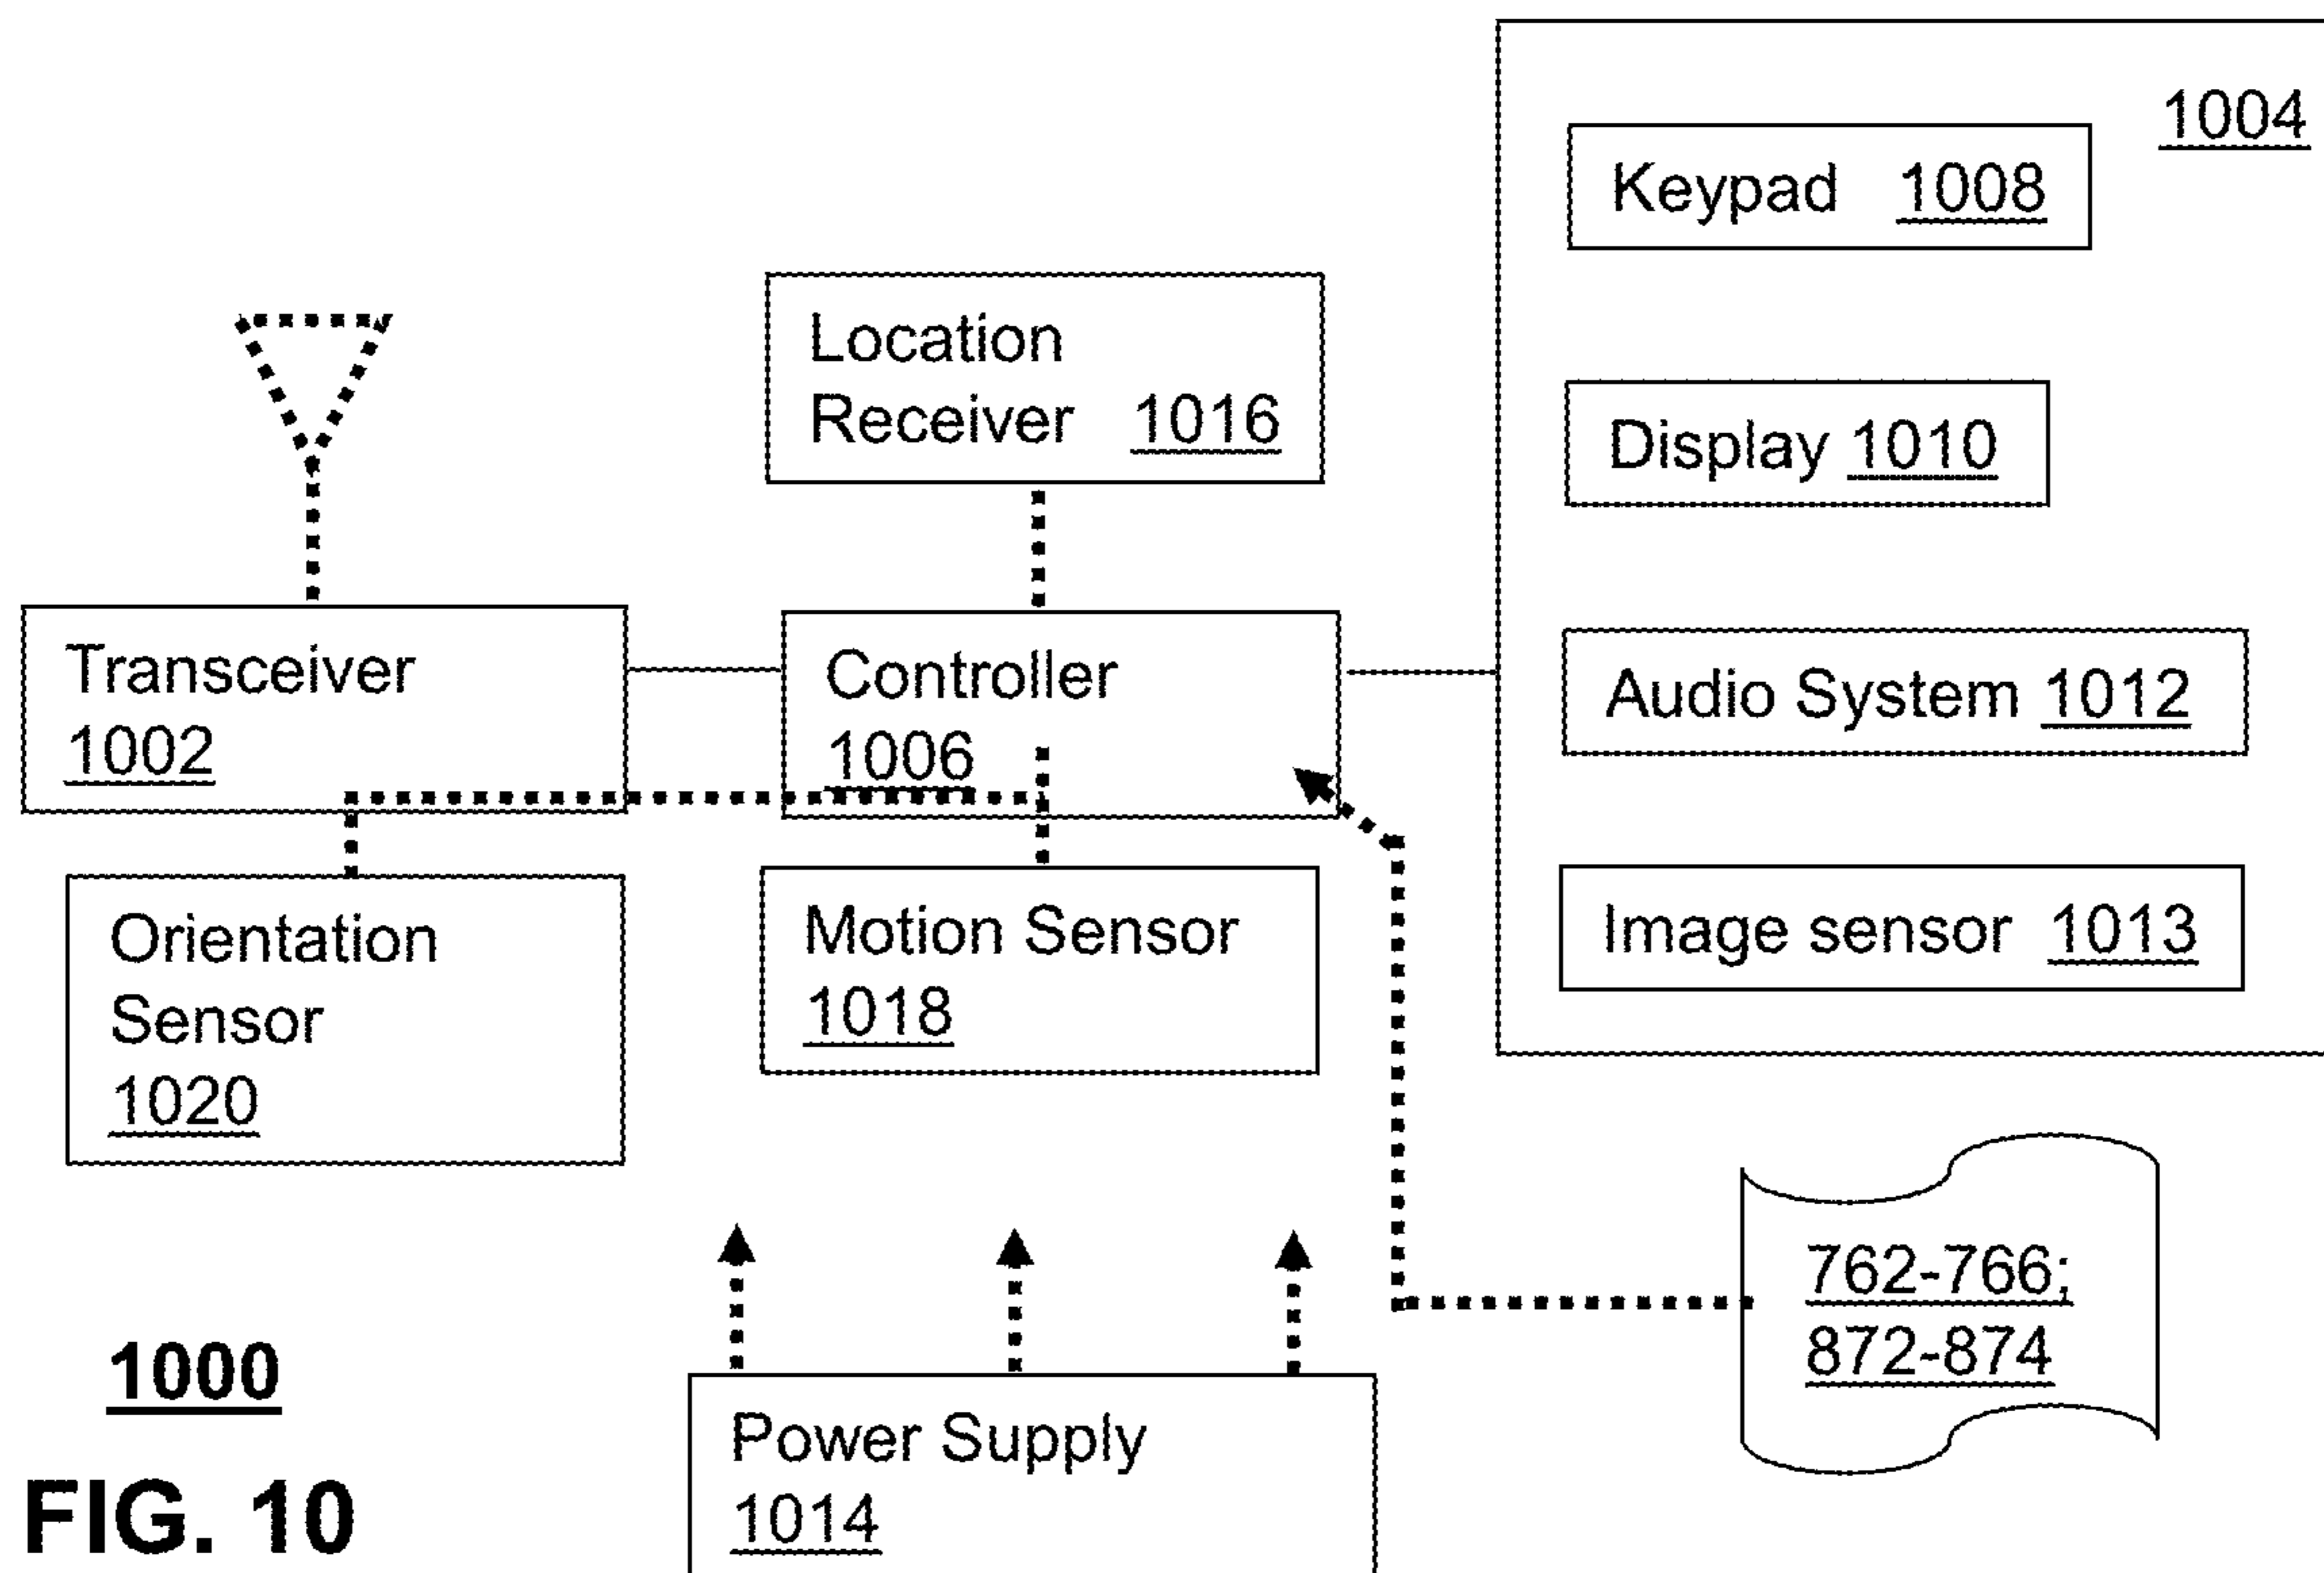 1004
Keypad 1008
Location
Receiver 1016
Display 1010
Transceiver
1002
Controller
1006
Audio System 1012
Orientation
Sensor
1020
Motion Sensor
1018
Image sensor 1013
762-766;
872-874
Power Supply
1014
1000
FIG. 10